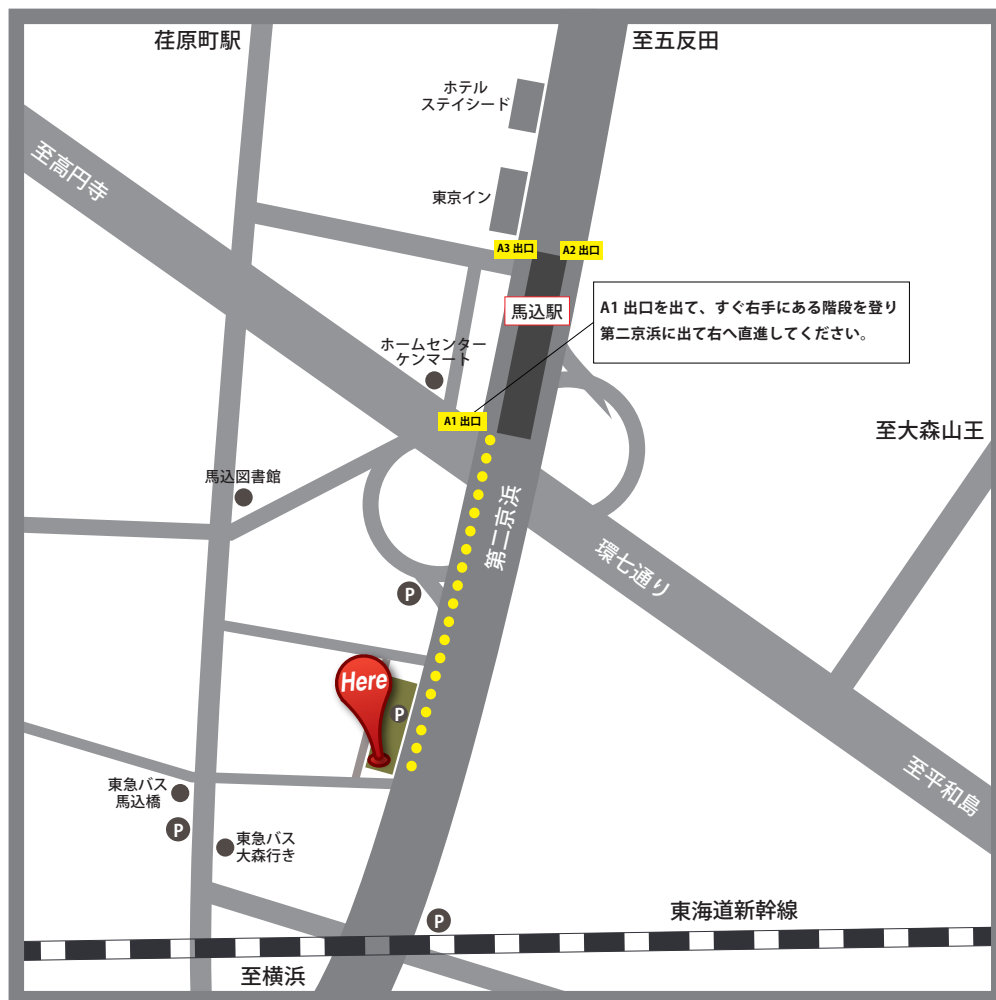 荏原町駅
至五反田
ホテル
ステイシード
至高円寺
東京イン
A3 出口
A2 出口
馬込駅
A1 出口を出て、すぐ右手にある階段を登り
第二京浜に出て右へ直進してください。
ホームセンター
ケンマート
A1 出口
至大森山王
馬込図書館
第二京浜
環七通り
P
Here
P
至平和島
東急バス
馬込橋
P
東急バス
大森行き
P
東海道新幹線
至横浜